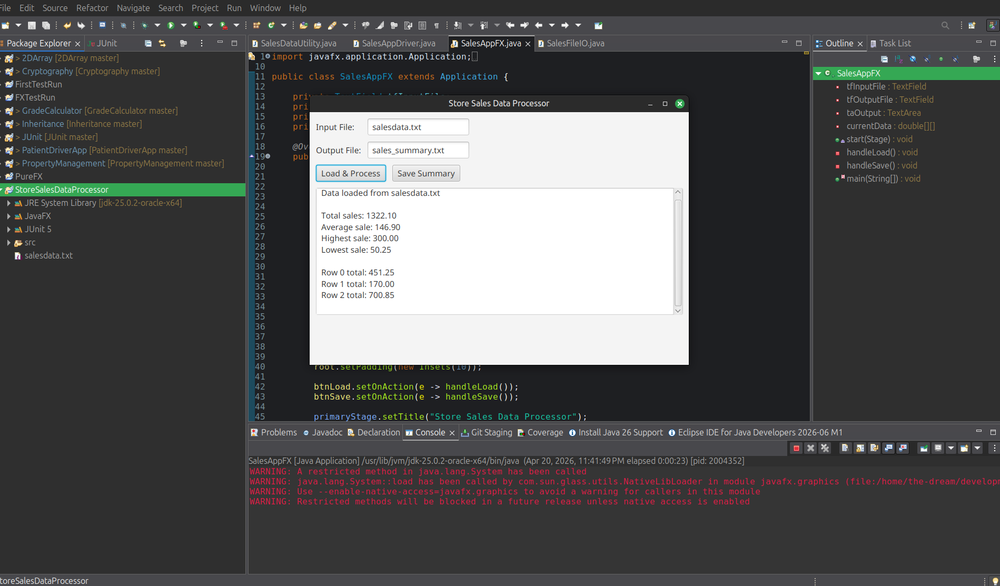 File Edit Source Refactor Navigate Search Project Run Window Help
Package Explorer
JUnit
> 2DArray [2DArray master]
> Cryptography [Cryptography master]
FirstTestRun
FXTestRun
> GradeCalculator [GradeCalculator master]
> Inheritance [Inheritance master]
> JUnit [JUnit master]
> PatientDriverApp [PatientDriverApp master]
> PropertyManagement [PropertyManagement master]
PureFX
StoreSalesDataProcessor
JRE System Library [jdk-25.0.2-oracle-x64]
JavaFX
JUnit 5
src
salesdata.txt
SalesDataUtility.java
SalesAppDriver.java
SalesAppFX.java
SalesFileIO.java
1 import javafx.application.Application;
10
11 public class SalesAppFX extends Application {
12
13
14 pri
15 pri
16 pri
17
18 @Ov
19 pub
20
21
22
23
24
25
26
27
28
29
30
31
32
33
34
35
36
37
38
39
40 root.setPadding(new Insets(10));
41
42 btnLoad.setOnAction(e -> handleLoad());
43 btnSave.setOnAction(e -> handleSave());
44
45 primaryStage.setTitle("Store Sales Data Processor");
Store Sales Data Processor
Input File: salesdata.txt
Output File: sales_summary.txt
Load & Process Save Summary
Data loaded from salesdata.txt
Total sales: 1322.10
Average sale: 146.90
Highest sale: 300.00
Lowest sale: 50.25
Row 0 total: 451.25
Row 1 total: 170.00
Row 2 total: 700.85
Outline
Task List
SalesAppFX
tfInputFile : TextField
tfOutputFile : TextField
taOutput : TextArea
currentData : double[][]
start(Stage) : void
handleLoad() : void
handleSave() : void
main(String[]) : void
Problems Javadoc Declaration Console Git Staging Coverage Install Java 26 Support Eclipse IDE for Java Developers 2026-06 M1
SalesAppFX [Java Application] /usr/lib/jvm/jdk-25.0.2-oracle-x64/bin/java (Apr 20, 2026, 11:41:49 PM elapsed 0:00:23) [pid: 2004352]
WARNING: A restricted method in java.lang.System has been called
WARNING: java.lang.System::load has been called by com.sun.glass.utils.NativeLibLoader in module javafx.graphics (file:/home/the-dream/developm
WARNING: Use --enable-native-access=javafx.graphics to avoid a warning for callers in this module
WARNING: Restricted methods will be blocked in a future release unless native access is enabled
toreSalesDataProcessor